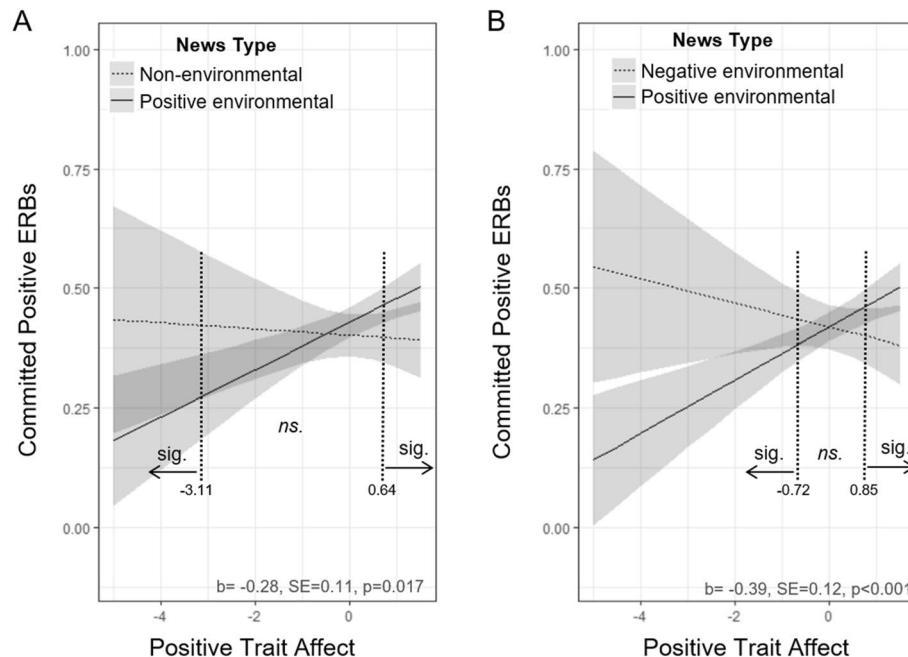 A
News Type
Non-environmental
Positive environmental
1.00
0.75
0.50
0.25
0.00
Committed Positive ERBs
sig.
ns.
sig.
-3.11
0.64
b= -0.28, SE=0.11, p=0.017
-4
-2
0
Positive Trait Affect
B
News Type
Negative environmental
Positive environmental
1.00
0.75
0.50
0.25
0.00
Committed Positive ERBs
sig.
ns.
sig.
-0.72
0.85
b= -0.39, SE=0.12, p<0.001
-4
-2
0
Positive Trait Affect